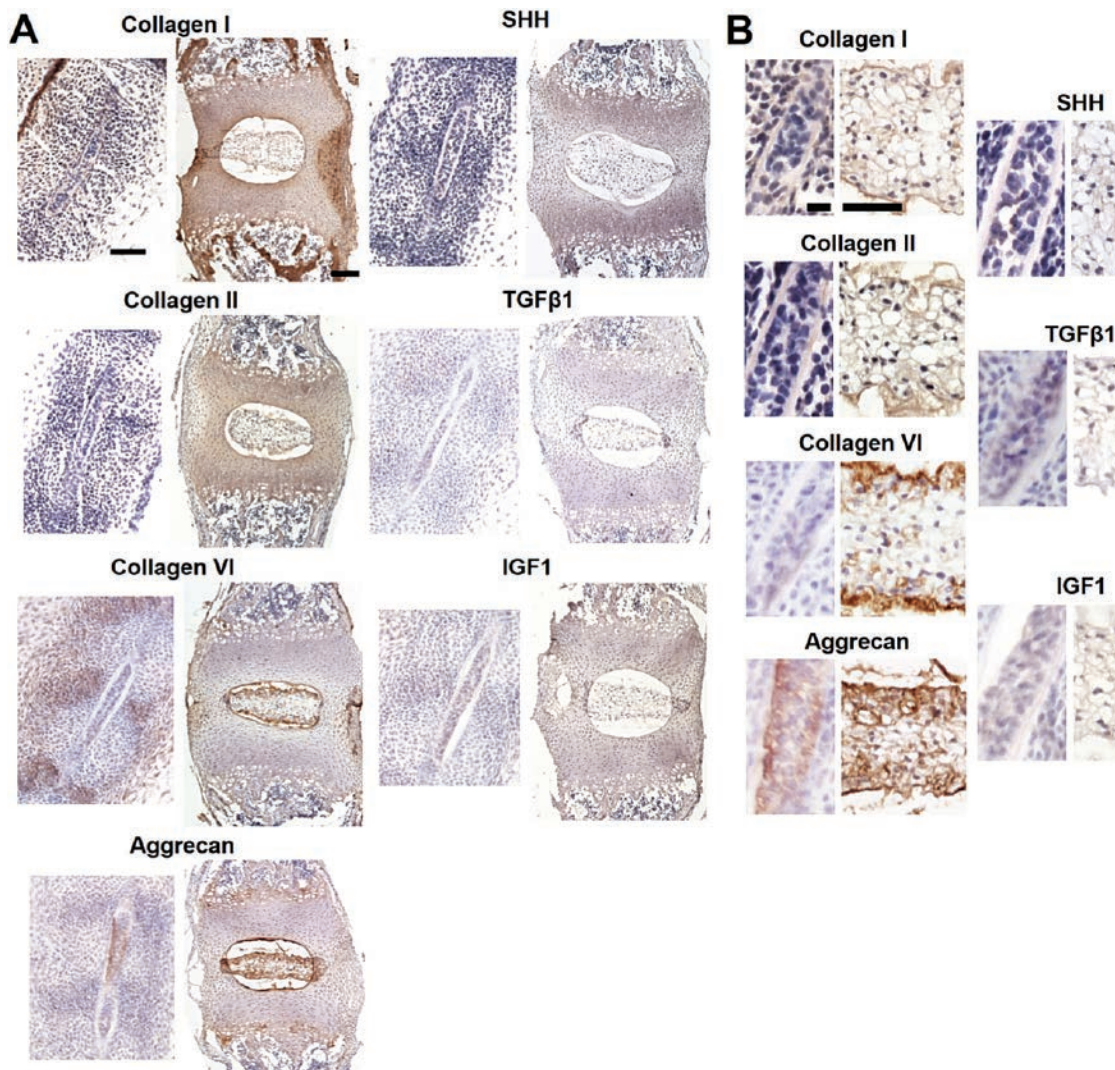 A
Collagen I
SHH
Collagen II
TGFβ1
Collagen VI
IGF1
Aggrecan
B
Collagen I
SHH
Collagen II
TGFβ1
Collagen VI
IGF1
Aggrecan